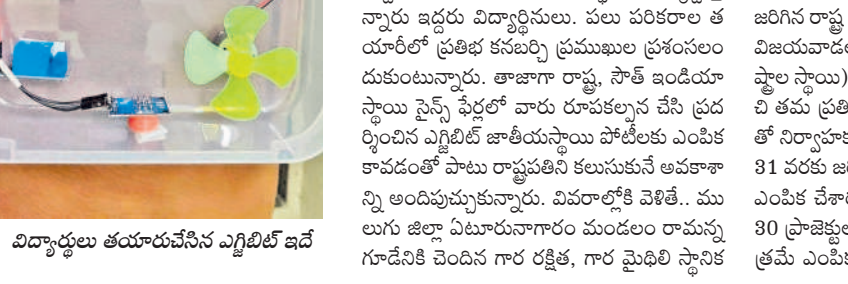 విద్యార్థులు తయారుచేసిన ఎగ్జిబిట్ ఇదే
న్నారు ఇద్దరు విద్యార్థినులు. పలు పరికరాల త
యారీలో ప్రతిభ కనబర్చి ప్రముఖుల ప్రశంసలం
దుకుంటున్నారు. తాజాగా రాష్ట్ర, సౌత్ ఇండియా
స్థాయి సైన్స్ ఫేర్లలో వారు రూపకల్పన చేసి ప్రద
ర్శించిన ఎగ్జిబిట్ జాతీయస్థాయి పోటీలకు ఎంపిక
కావడంతో పాటు రాష్ట్రపతిని కలుసుకునే అవకాశా
న్ని అందిపుచ్చుకున్నారు. వివరాల్లోకి వెళితే.. ము
లుగు జిల్లా ఏటూరునాగారం మండలం రామన్న
గూడేనికి చెందిన గార రక్షిత, గార మైథిలి స్థానిక
జరిగిన రాష్ట్ర
విజయవాడల
ష్ట్రాల స్థాయి)
చి తమ ప్రతి
తో నిర్వాహక
31 వరకు జరి
ఎంపిక చేశార
30 ప్రాజెక్టుల
త్రమే ఎంపిక